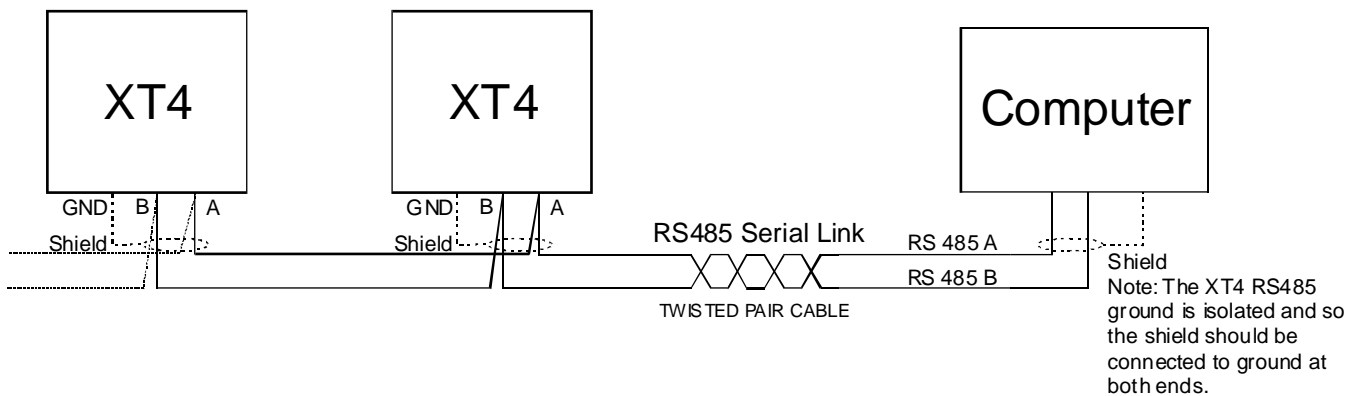 XT4
XT4
Computer
GND B A
GND B A
Shield
Shield
RS485 Serial Link
RS 485 A
RS 485 B
TWISTED PAIR CABLE
Shield
Note: The XT4 RS485
ground is isolated and so
the shield should be
connected to ground at
both ends.